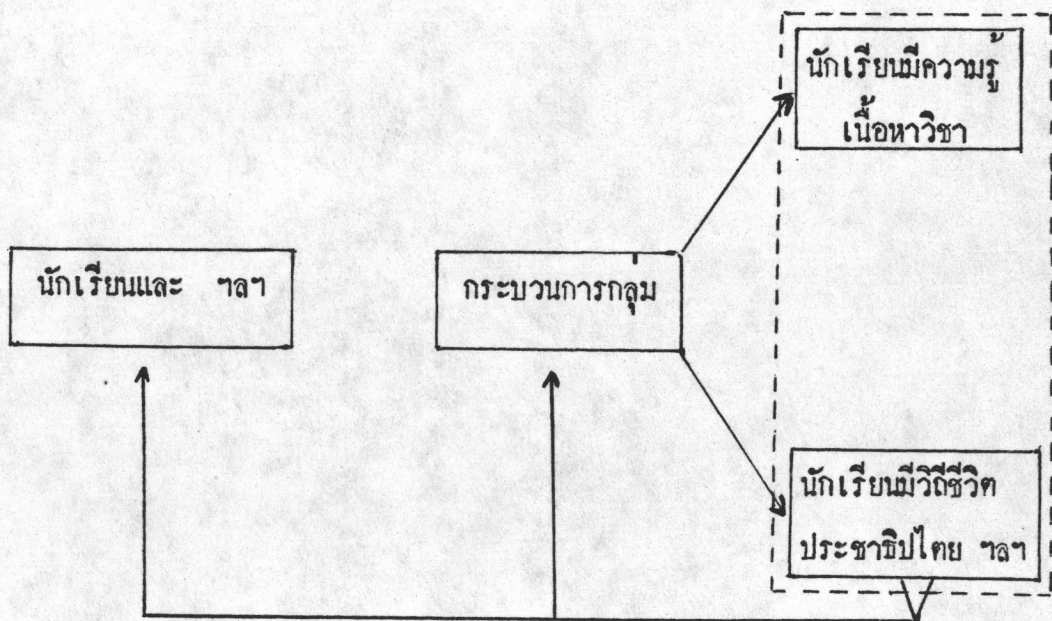 นักเรียนมีความรู้
เนื้อหาวิชา
นักเรียนและ ฯลฯ
กระบวนการกลุ่ม
นักเรียนมีวิถีชีวิต
ประชาธิปไตย ฯลฯ